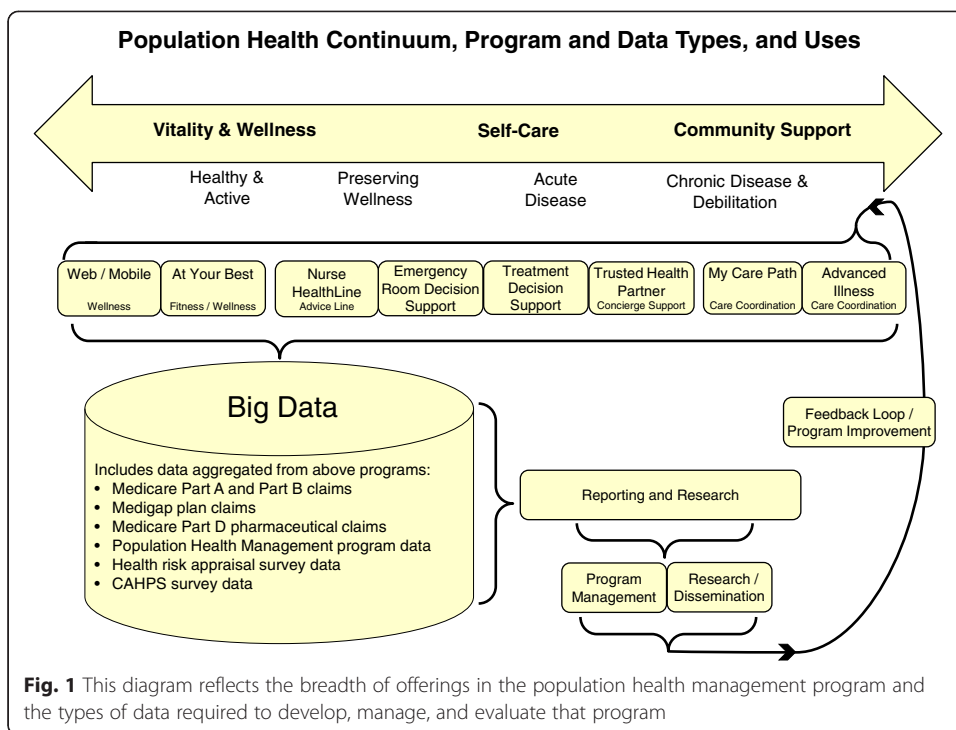 Population Health Continuum, Program and Data Types, and Uses
Vitality & Wellness
Self-Care
Community Support
Healthy &
Active
Preserving
Wellness
Acute
Disease
Chronic Disease &
Debilitation
Web / Mobile
Wellness
At Your Best
Fitness / Wellness
Nurse
HealthLine
Advice Line
Emergency
Room Decision
Support
Treatment
Decision
Support
Trusted Health
Partner
Concierge Support
My Care Path
Care Coordination
Advanced
Illness
Care Coordination
Big Data
Includes data aggregated from above programs:
• Medicare Part A and Part B claims
• Medigap plan claims
• Medicare Part D pharmaceutical claims
• Population Health Management program data
• Health risk appraisal survey data
• CAHPS survey data
Reporting and Research
Program
Management
Research /
Dissemination
Feedback Loop /
Program Improvement
Fig. 1 This diagram reflects the breadth of offerings in the population health management program and
the types of data required to develop, manage, and evaluate that program